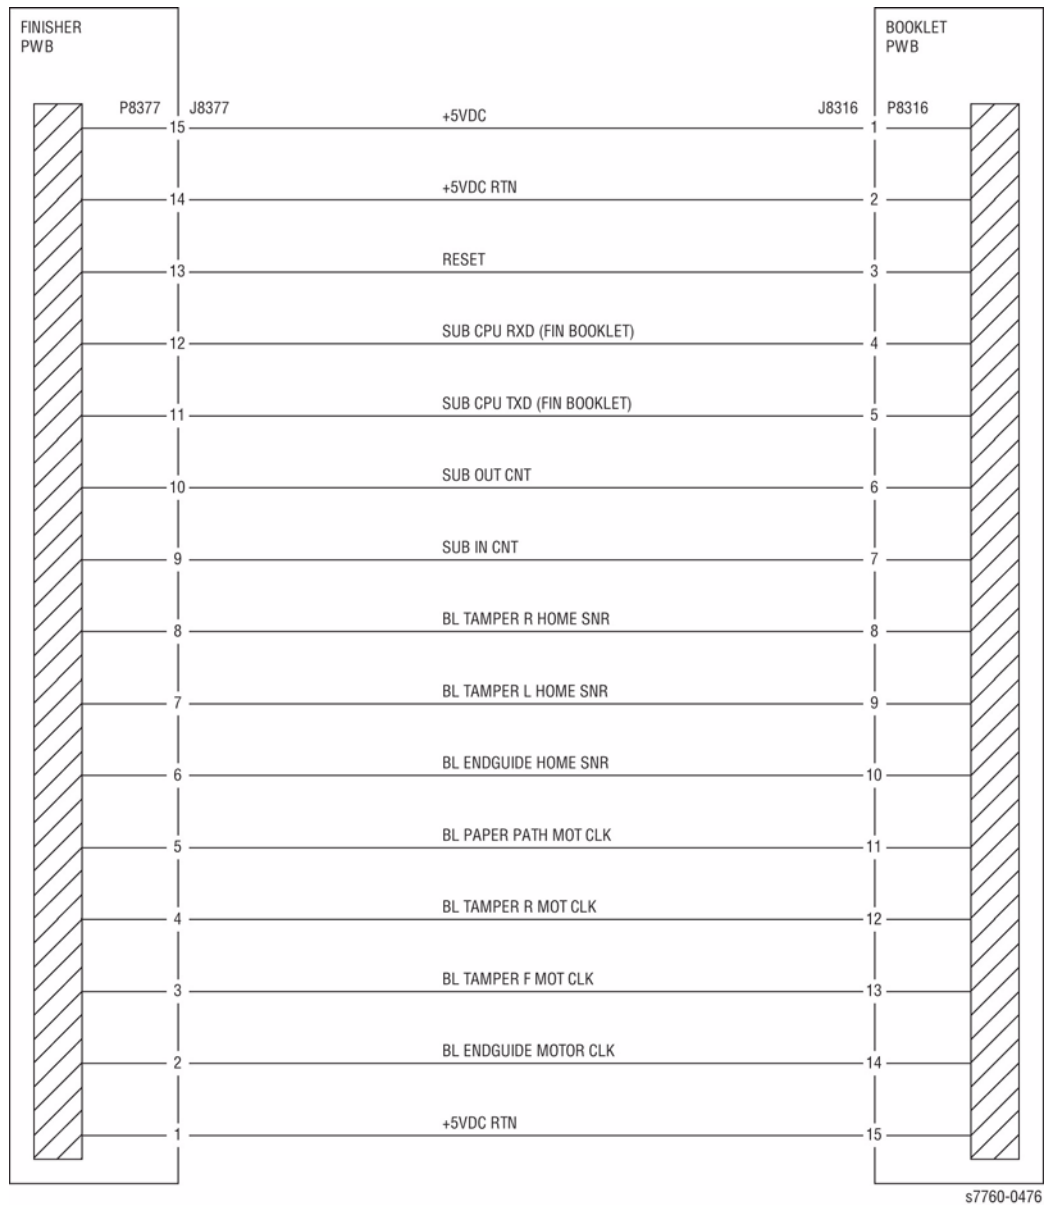 FINISHER
PWB
BOOKLET
PWB
P8377 J8377 J8316 P8316
15 +5VDC 1
14 +5VDC RTN 2
13 RESET 3
12 SUB CPU RXD (FIN BOOKLET) 4
11 SUB CPU TXD (FIN BOOKLET) 5
10 SUB OUT CNT 6
9 SUB IN CNT 7
8 BL TAMPER R HOME SNR 8
7 BL TAMPER L HOME SNR 9
6 BL ENDGUIDE HOME SNR 10
5 BL PAPER PATH MOT CLK 11
4 BL TAMPER R MOT CLK 12
3 BL TAMPER F MOT CLK 13
2 BL ENDGUIDE MOTOR CLK 14
1 +5VDC RTN 15
s7760-0476